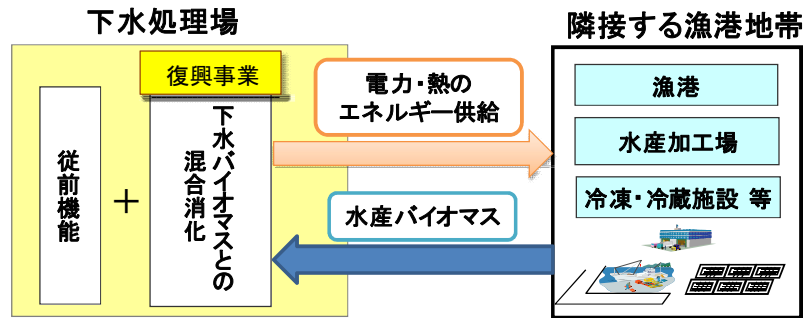 下水処理場
隣接する漁港地帯
復興事業
従前機能
＋
下水バイオマスとの
混合消化
電力・熱の
エネルギー供給
水産バイオマス
漁港
水産加工場
冷凍・冷蔵施設 等